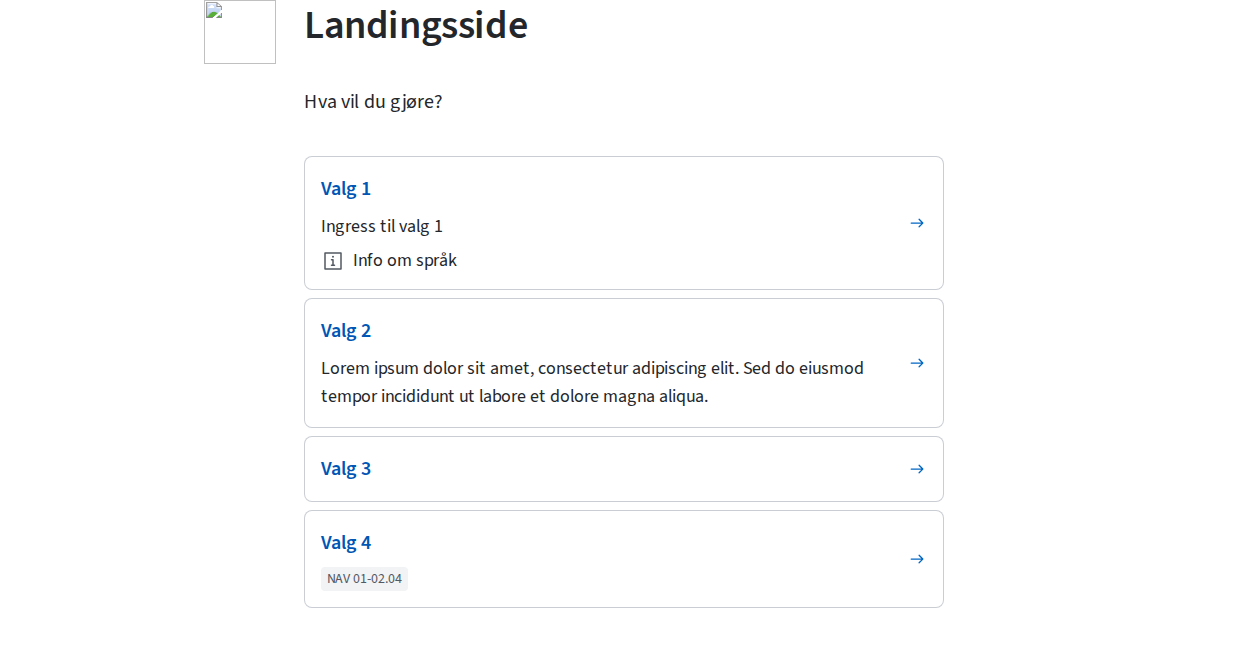 Landingsside
Hva vil du gjøre?
Valg 1
Ingress til valg 1
Info om språk
Valg 2
Lorem ipsum dolor sit amet, consectetur adipiscing elit. Sed do eiusmod
tempor incididunt ut labore et dolore magna aliqua.
Valg 3
Valg 4
NAV 01-02.04